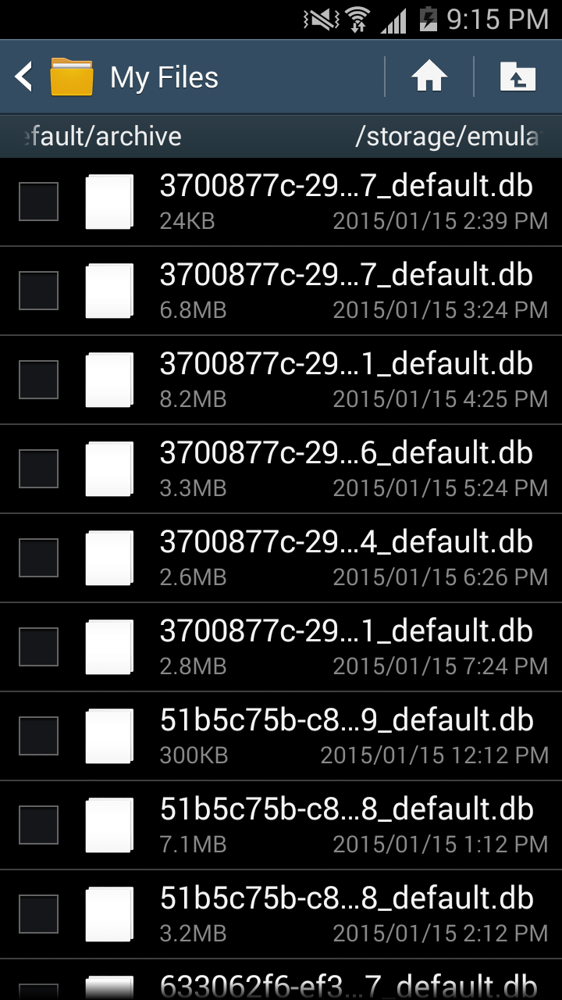 9:15 PM
My Files
efault/archive /storage/emula
3700877c-29...7_default.db
24KB 2015/01/15 2:39 PM
3700877c-29...7_default.db
6.8MB 2015/01/15 3:24 PM
3700877c-29...1_default.db
8.2MB 2015/01/15 4:25 PM
3700877c-29...6_default.db
3.3MB 2015/01/15 5:24 PM
3700877c-29...4_default.db
2.6MB 2015/01/15 6:26 PM
3700877c-29...1_default.db
2.8MB 2015/01/15 7:24 PM
51b5c75b-c8...9_default.db
300KB 2015/01/15 12:12 PM
51b5c75b-c8...8_default.db
7.1MB 2015/01/15 1:12 PM
51b5c75b-c8...8_default.db
3.2MB 2015/01/15 2:12 PM
633062f6-ef3...7_default.db